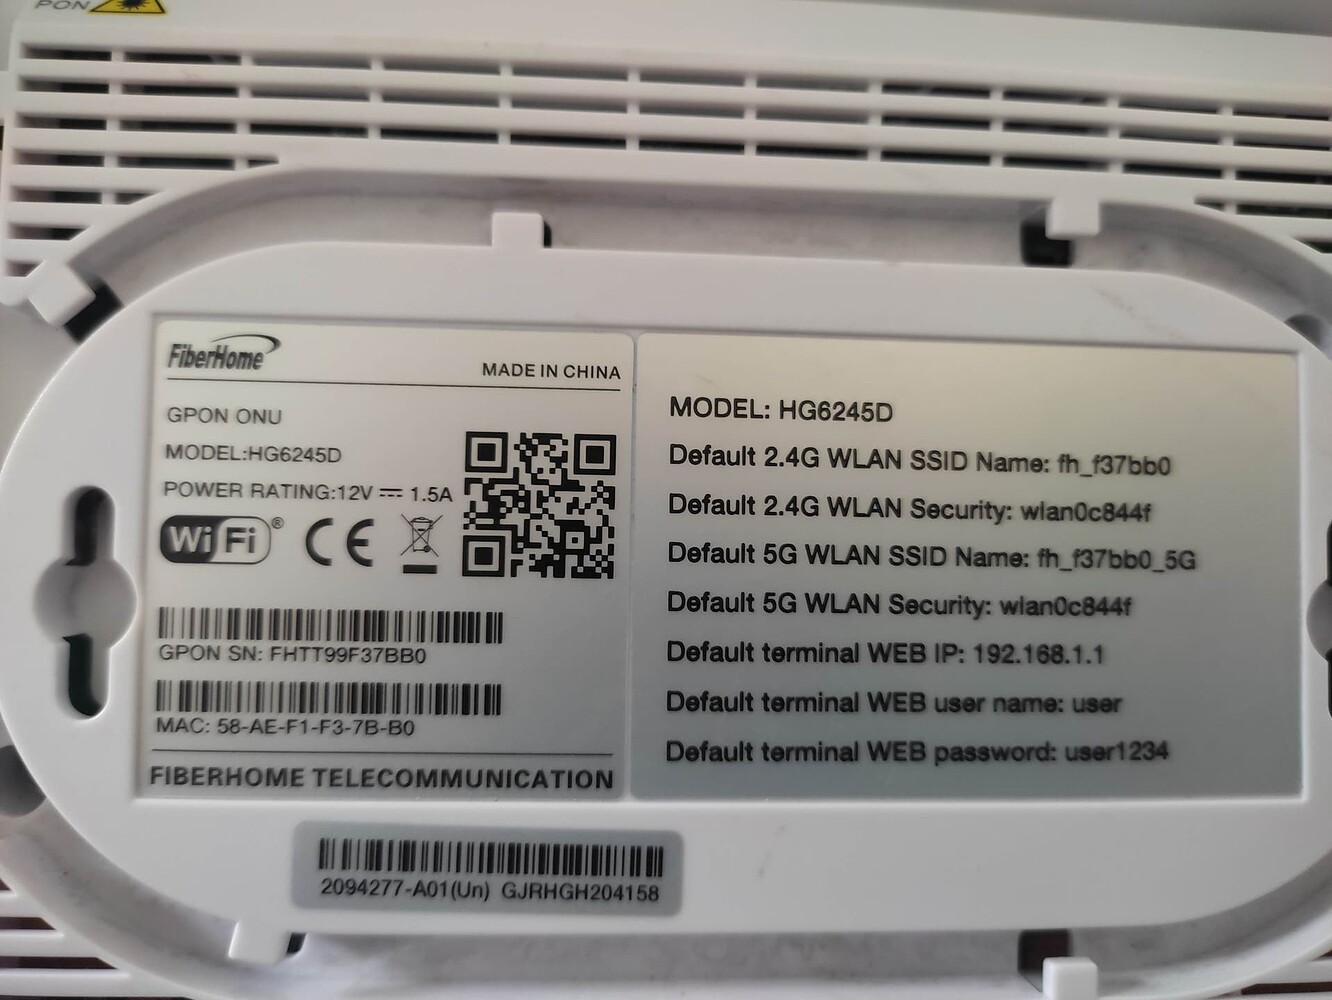 PON
FiberHome
MADE IN CHINA
GPON ONU
MODEL:HG6245D
POWER RATING:12V ⎓ 1.5A
WiFi®
CE
GPON SN: FHTT99F37BB0
MAC: 58-AE-F1-F3-7B-B0
FIBERHOME TELECOMMUNICATION
MODEL: HG6245D
Default 2.4G WLAN SSID Name: fh_f37bb0
Default 2.4G WLAN Security: wlan0c844f
Default 5G WLAN SSID Name: fh_f37bb0_5G
Default 5G WLAN Security: wlan0c844f
Default terminal WEB IP: 192.168.1.1
Default terminal WEB user name: user
Default terminal WEB password: user1234
2094277-A01(Un) GJRHGH204158